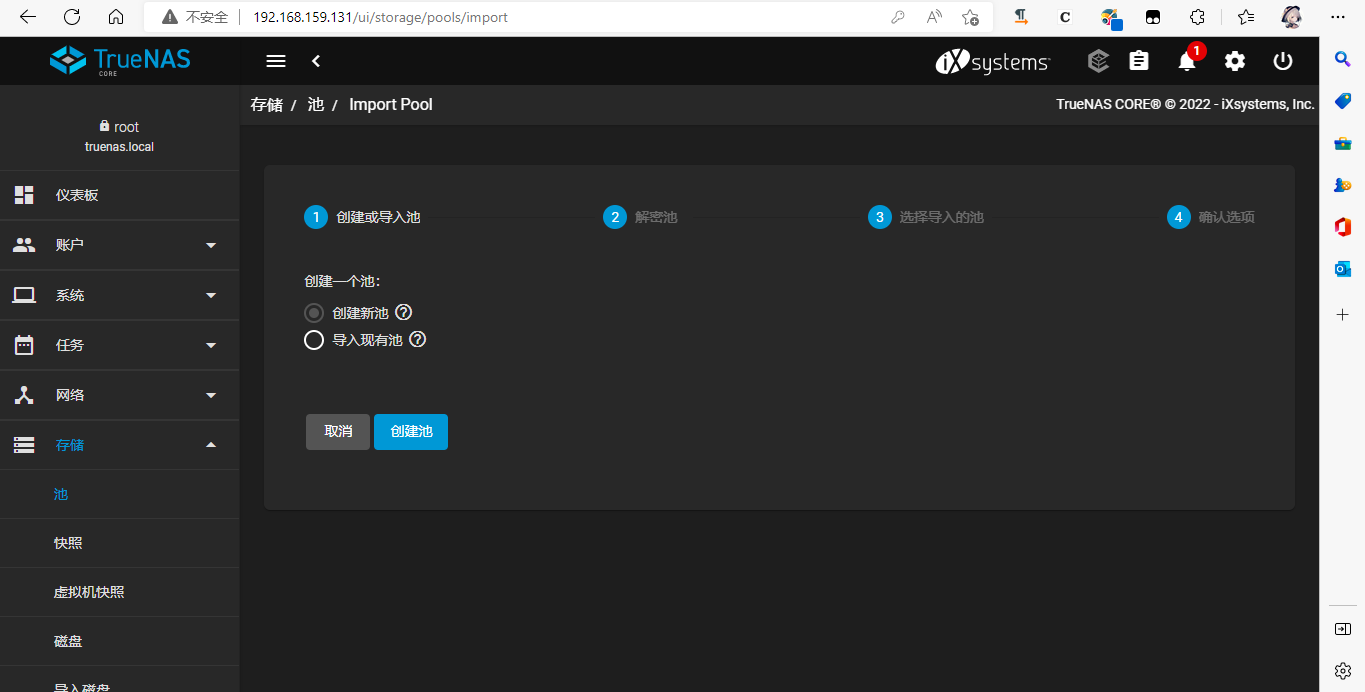 不安全 192.168.159.131/ui/storage/pools/import
TrueNAS
CORE
iXsystems
1
存储 / 池 / Import Pool
TrueNAS CORE® © 2022 - iXsystems, Inc.
root
truenas.local
仪表板
账户
系统
任务
网络
存储
池
快照
虚拟机快照
磁盘
导入磁盘
1 创建或导入池
2 解密池
3 选择导入的池
4 确认选项
创建一个池:
创建新池
导入现有池
取消 创建池